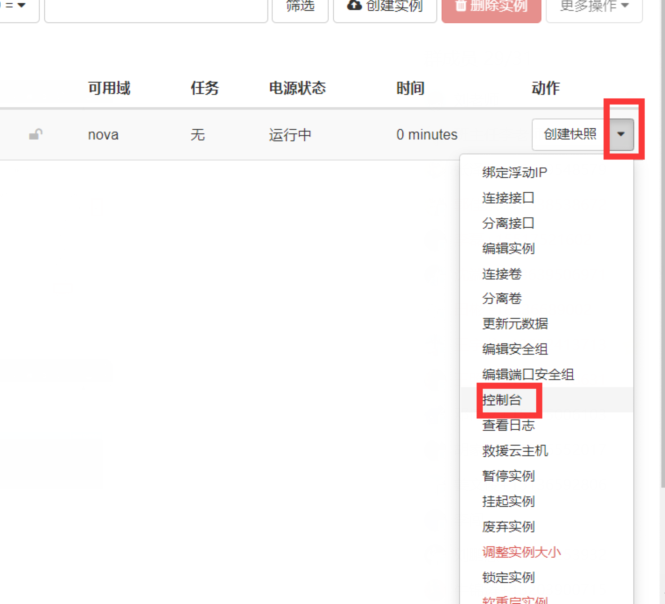 =
筛选
创建实例
删除实例
更多操作
可用域 任务 电源状态 时间 动作
nova 无 运行中 0 minutes 创建快照
绑定浮动IP
连接接口
分离接口
编辑实例
连接卷
分离卷
更新元数据
编辑安全组
编辑端口安全组
控制台
查看日志
救援云主机
暂停实例
挂起实例
废弃实例
调整实例大小
锁定实例
软重启实例